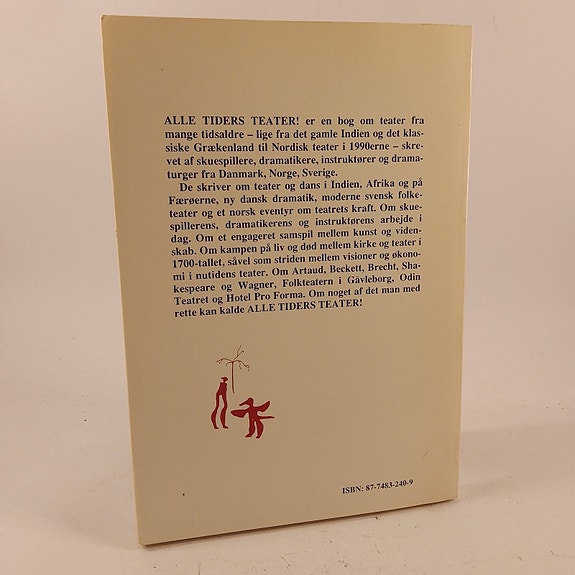 ALLE TIDERS TEATER! er en bog om teater fra
mange tidsaldre – lige fra det gamle Indien og det klas-
siske Grækenland til Nordisk teater i 1990erne – skre-
vet af skuespillere, dramatikere, instruktører og drama-
turger fra Danmark, Norge, Sverige.
De skriver om teater og dans i Indien, Afrika og på
Færøerne, ny dansk dramatik, moderne svensk folke-
teater og et norsk eventyr om teatrets kraft. Om skue-
spillerens, dramatikerens og instruktørens arbejde i
dag. Om et engageret samspil mellem kunst og viden-
skab. Om kampen på liv og død mellem kirke og teater i
1700-tallet, såvel som striden mellem visioner og økono-
mi i nutidens teater. Om Artaud, Beckett, Brecht, Sha-
kespeare og Wagner, Folkteatern i Gävleborg, Odin
Teatret og Hotel Pro Forma. Om noget af det man med
rette kan kalde ALLE TIDERS TEATER!
ISBN: 87-7483-240-9